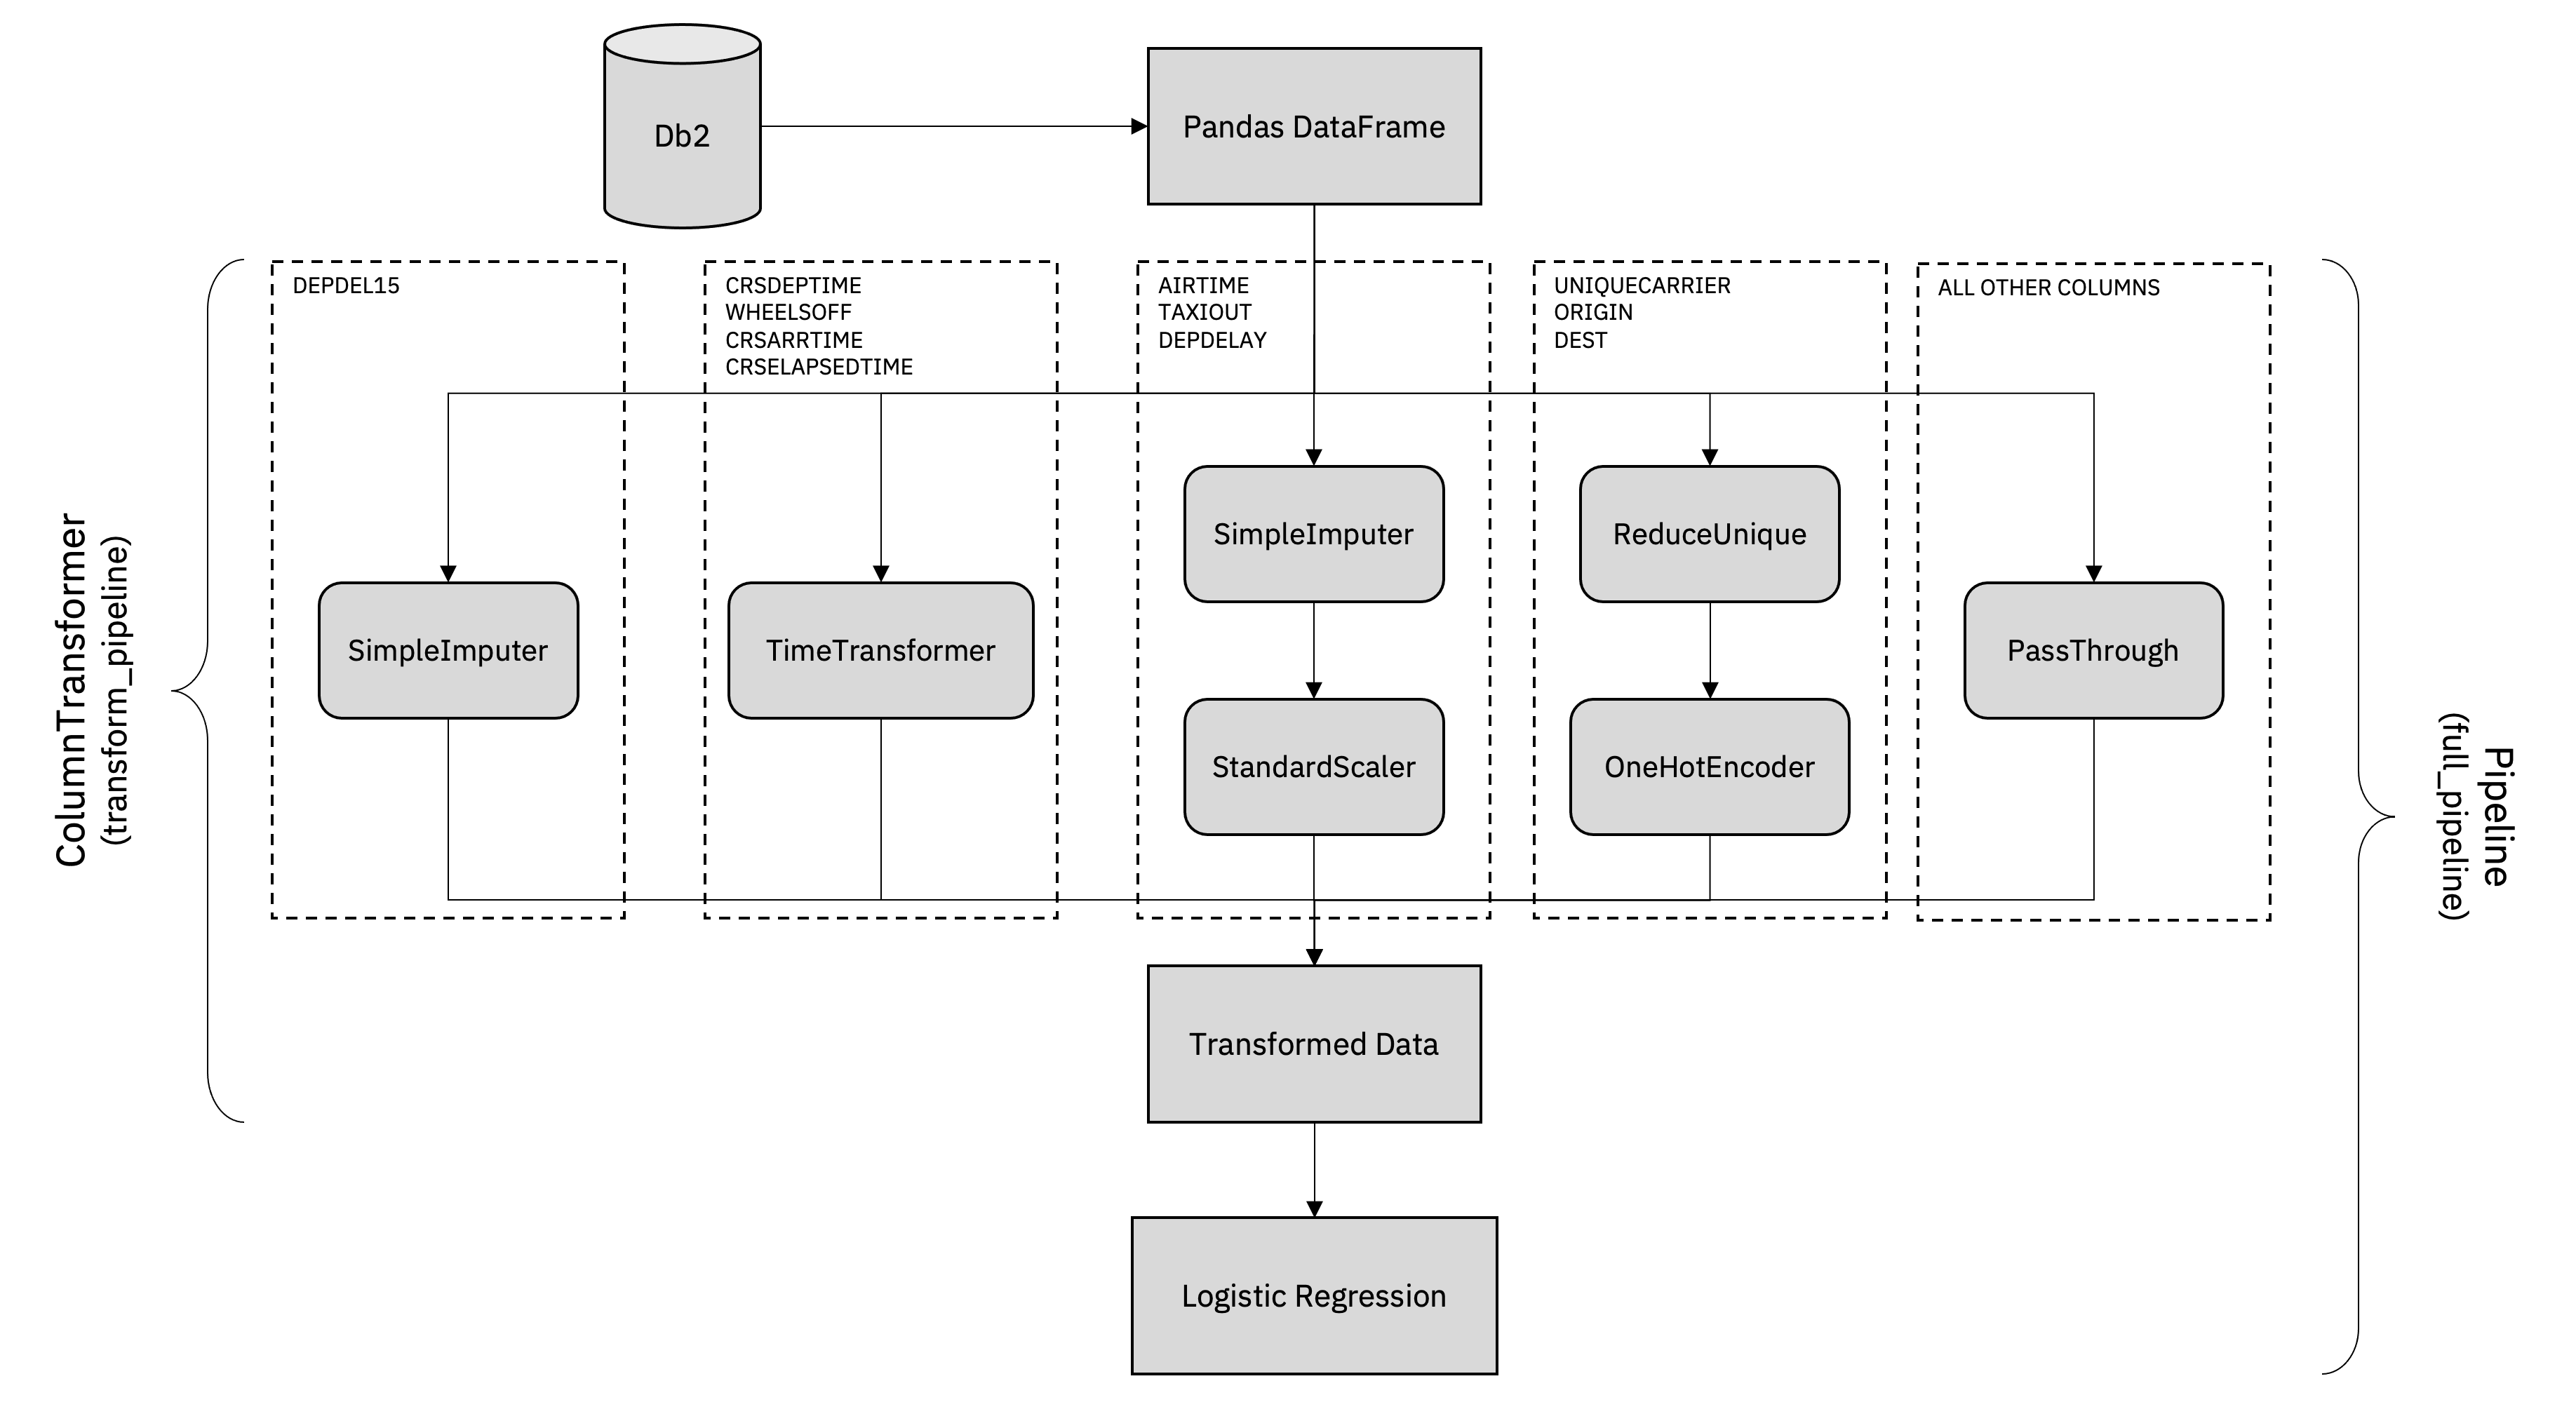 Db2
Pandas DataFrame
ColumnTransformer
(transform_pipeline)
DEPDEL15
CRSDEPTIME
WHEELSOFF
CRSARRTIME
CRSELAPSEDTIME
AIRTIME
TAXIOUT
DEPDELAY
UNIQUECARRIER
ORIGIN
DEST
ALL OTHER COLUMNS
SimpleImputer
TimeTransformer
SimpleImputer
StandardScaler
ReduceUnique
OneHotEncoder
PassThrough
Pipeline
(full_pipeline)
Transformed Data
Logistic Regression